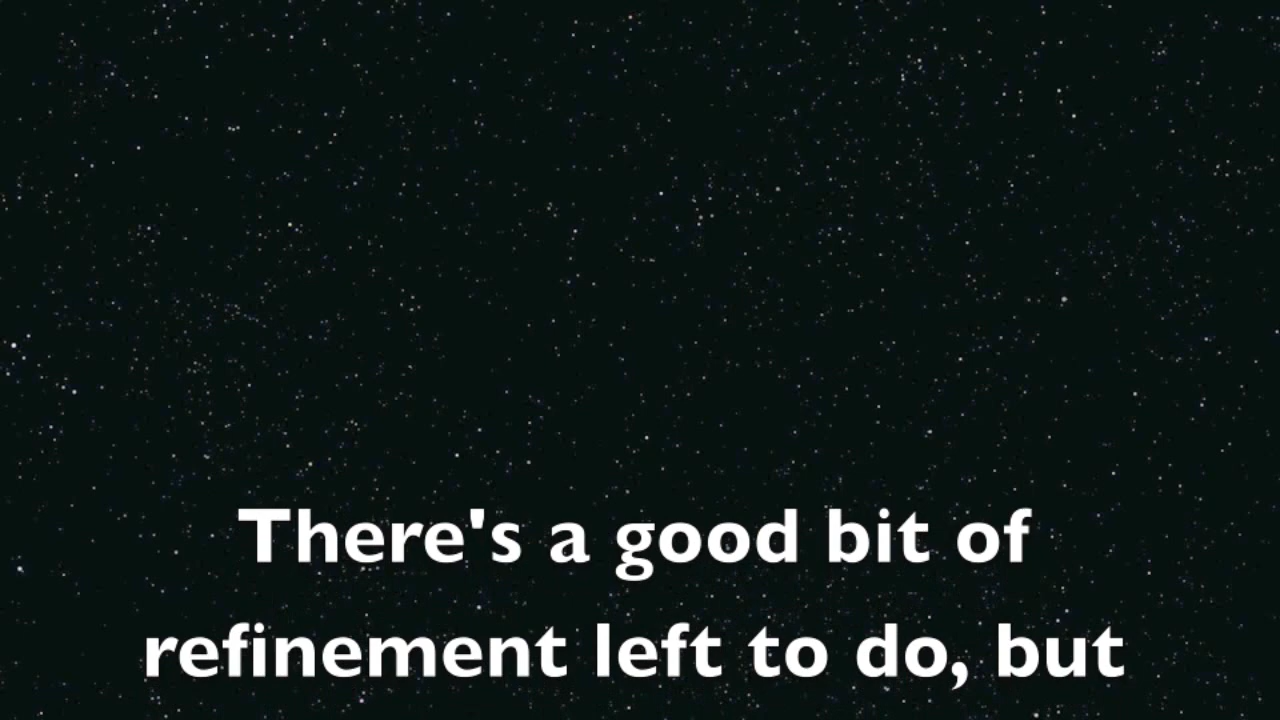 There's a good bit of
refinement left to do, but